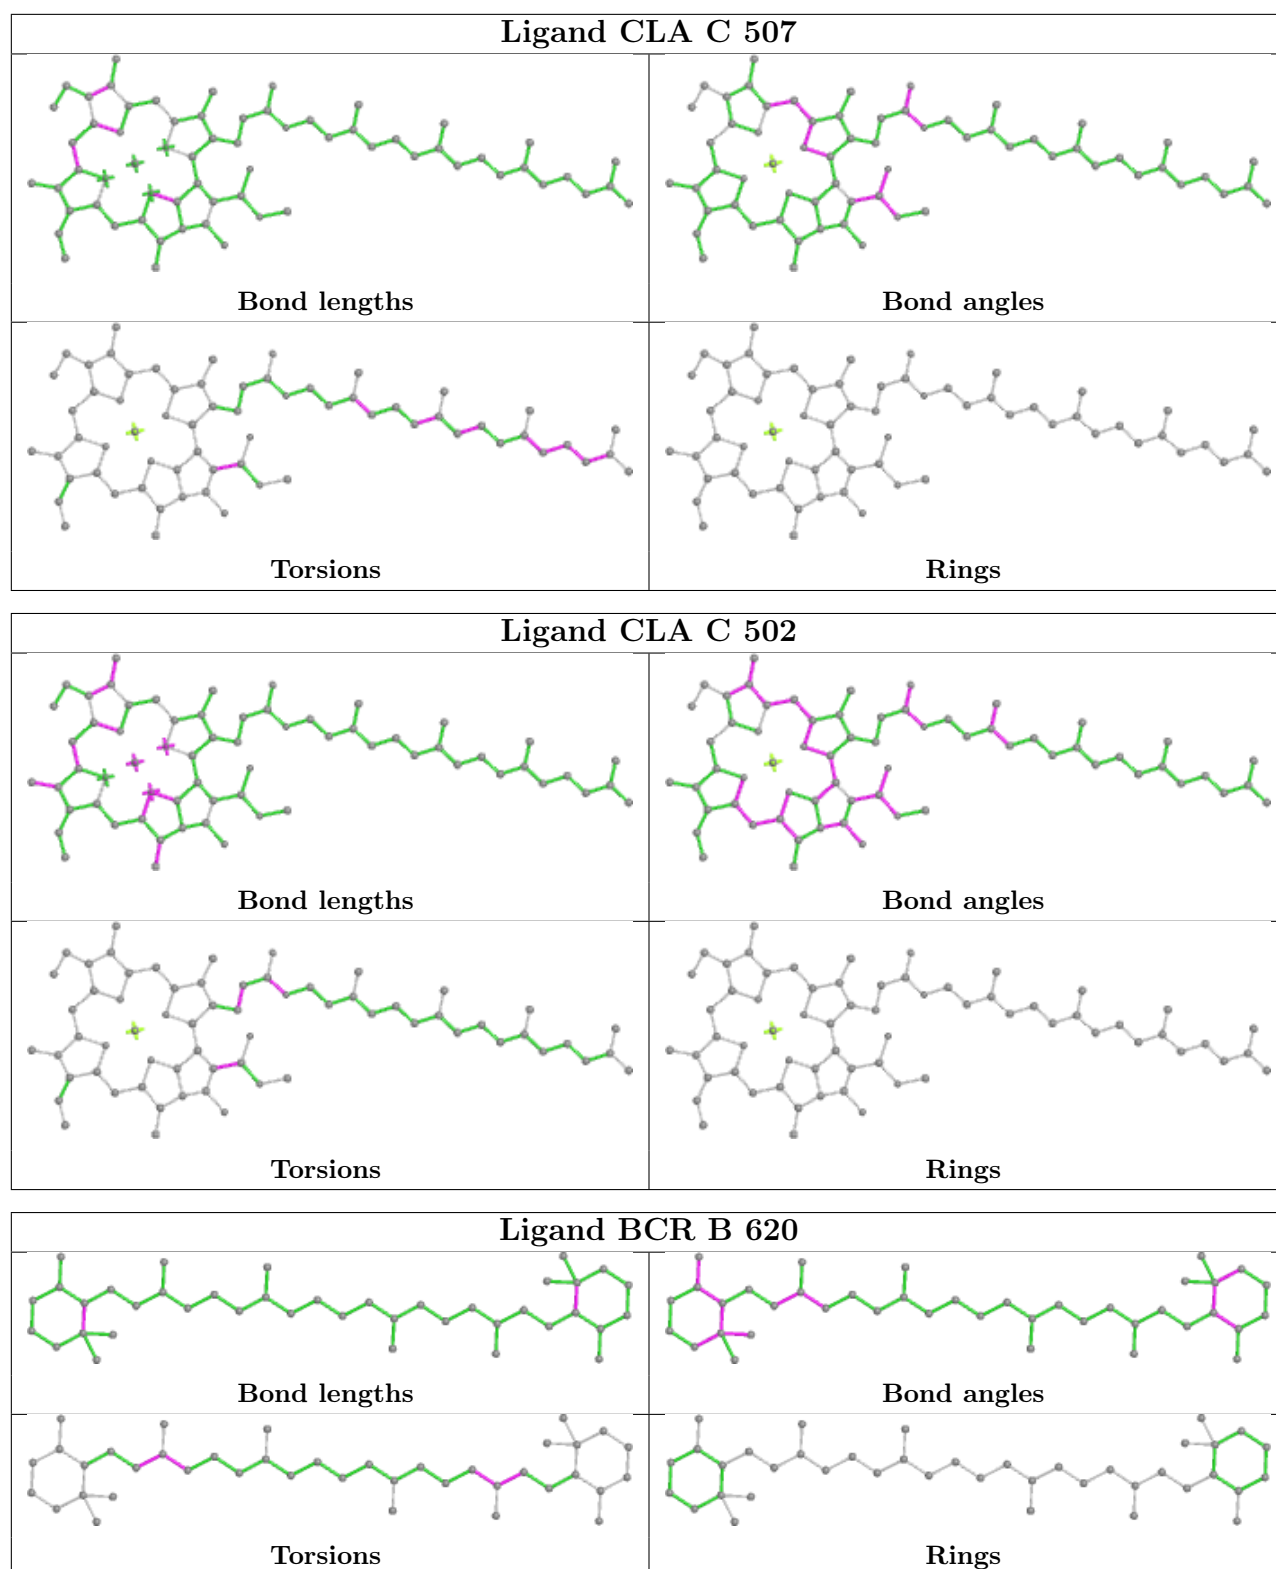 Ligand CLA C 507
Bond lengths
Bond angles
Torsions
Rings
Ligand CLA C 502
Bond lengths
Bond angles
Torsions
Rings
Ligand BCR B 620
Bond lengths
Bond angles
Torsions
Rings